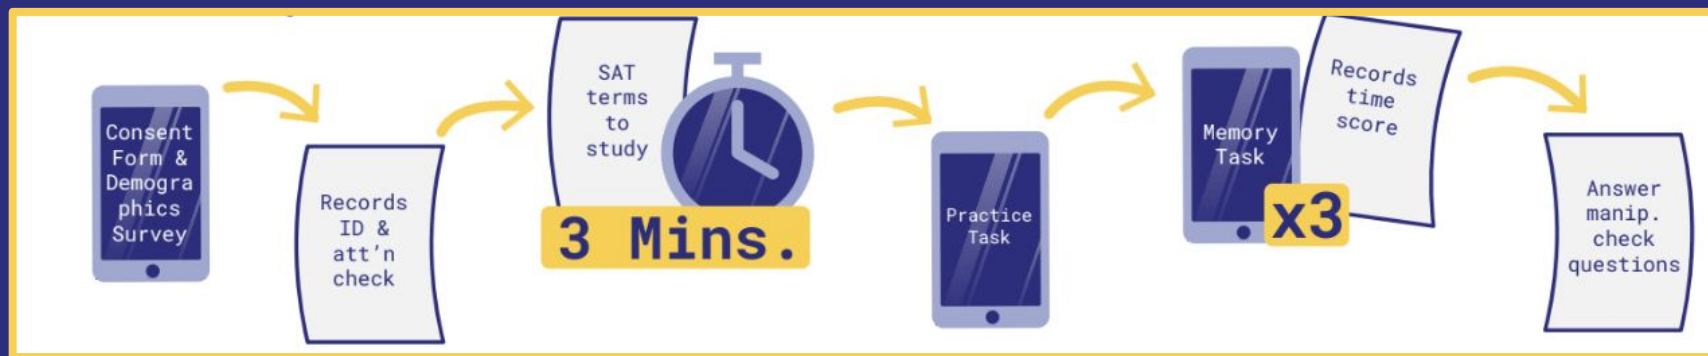 Consent
Form &
Demogra
phics
Survey
Records
ID &
att'n
check
SAT
terms
to
study
3 Mins.
Practice
Task
Memory
Task
x3
Records
time
score
Answer
manip.
check
questions